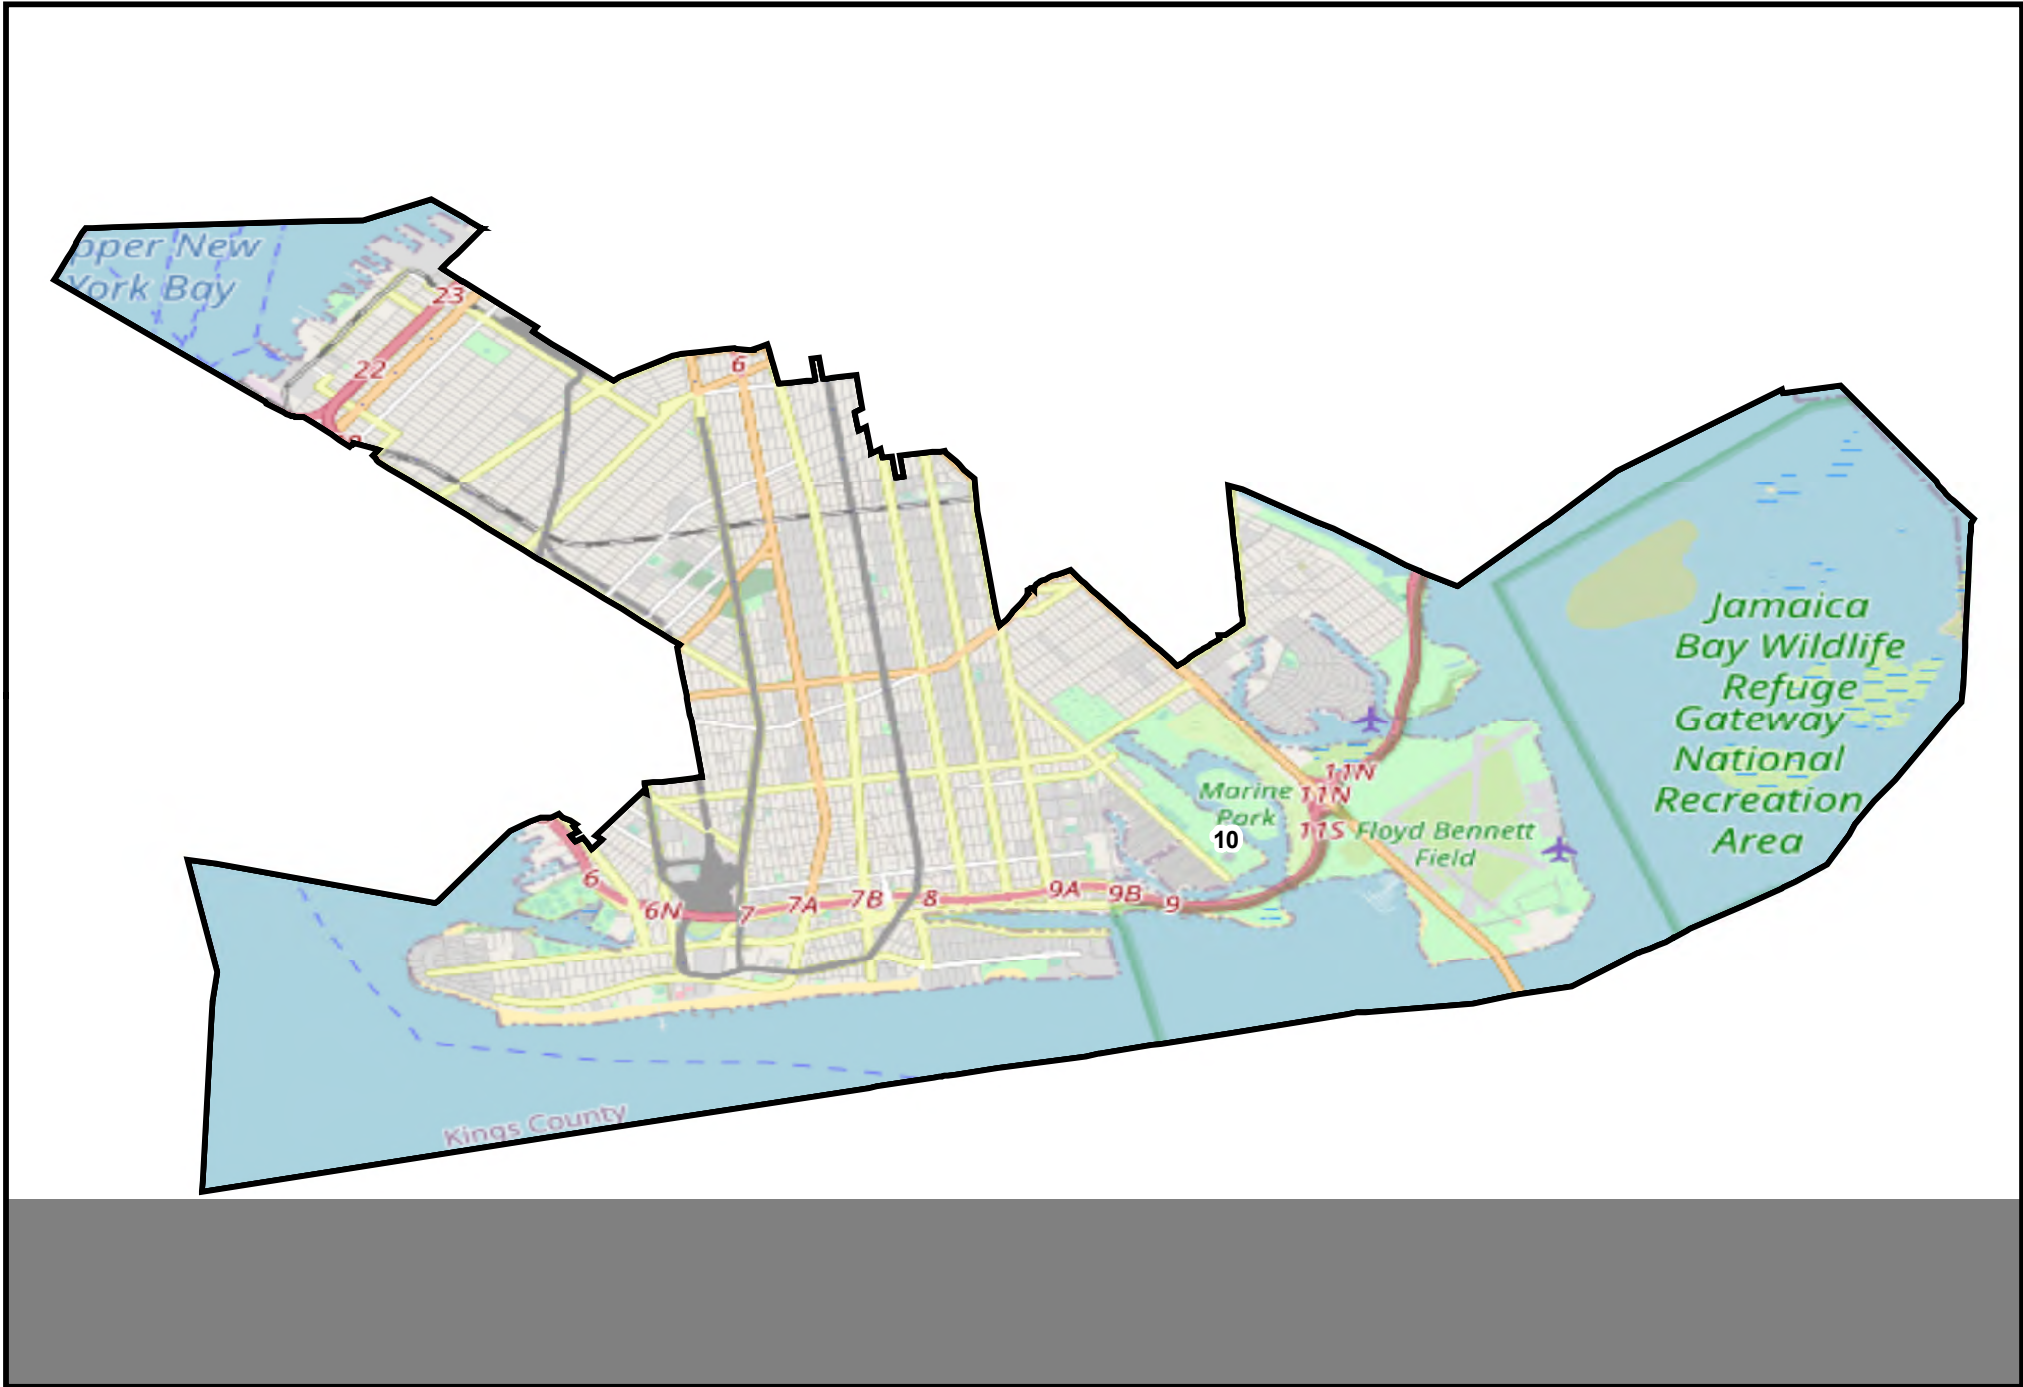 pper New
York Bay
23
22
6
Jamaica
Bay Wildlife
Refuge
Gateway
National
Recreation
Area
11N
Marine
Park
11N
10
11S
Floyd Bennett
Field
6
6N
7
7A
7B
8
9A
9B
9
Kings County